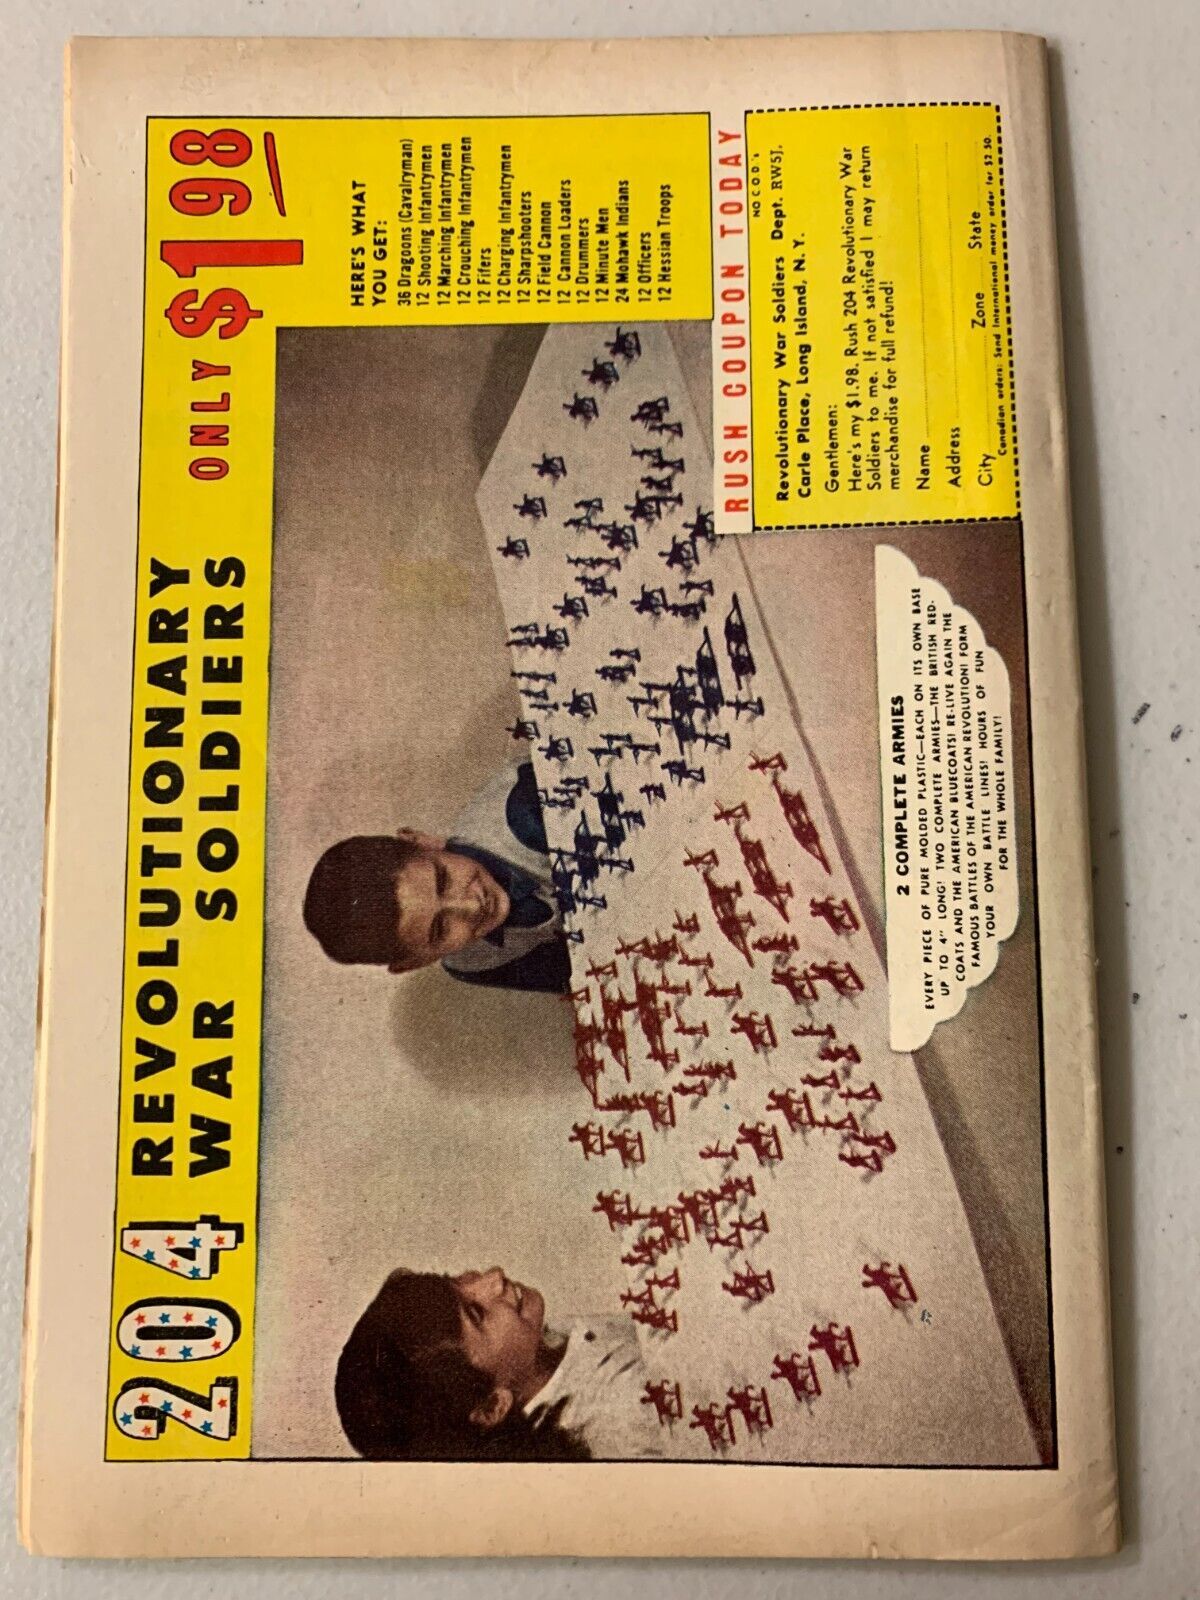 204 REVOLUTIONARY
WAR SOLDIERS ONLY $1 98
HERE'S WHAT
YOU GET:
36 Dragoons (Cavalryman)
12 Shooting Infantrymen
12 Marching Infantrymen
12 Crouching Infantrymen
12 Fifers
12 Charging Infantrymen
12 Sharpshooters
12 Field Cannon
12 Cannon Loaders
12 Drummers
12 Minute Men
24 Mohawk Indians
12 Officers
12 Hessian Troops
RUSH COUPON TODAY
NO C.O.D.'s
Revolutionary War Soldiers Dept. RWSJ,
Carle Place, Long Island, N. Y.
Gentlemen:
Here's my $1.98. Rush 204 Revolutionary War
Soldiers to me. If not satisfied I may return
merchandise for full refund!
Name
Address
City Zone State
Canadian orders: Send International money order for $2.50.
2 COMPLETE ARMIES
EVERY PIECE OF PURE MOLDED PLASTIC—EACH ON ITS OWN BASE
UP TO 4" LONG! TWO COMPLETE ARMIES—THE BRITISH RED-
COATS AND THE AMERICAN BLUECOATS! RE-LIVE AGAIN THE
FAMOUS BATTLES OF THE AMERICAN REVOLUTION! FORM
YOUR OWN BATTLE LINES! HOURS OF FUN
FOR THE WHOLE FAMILY!